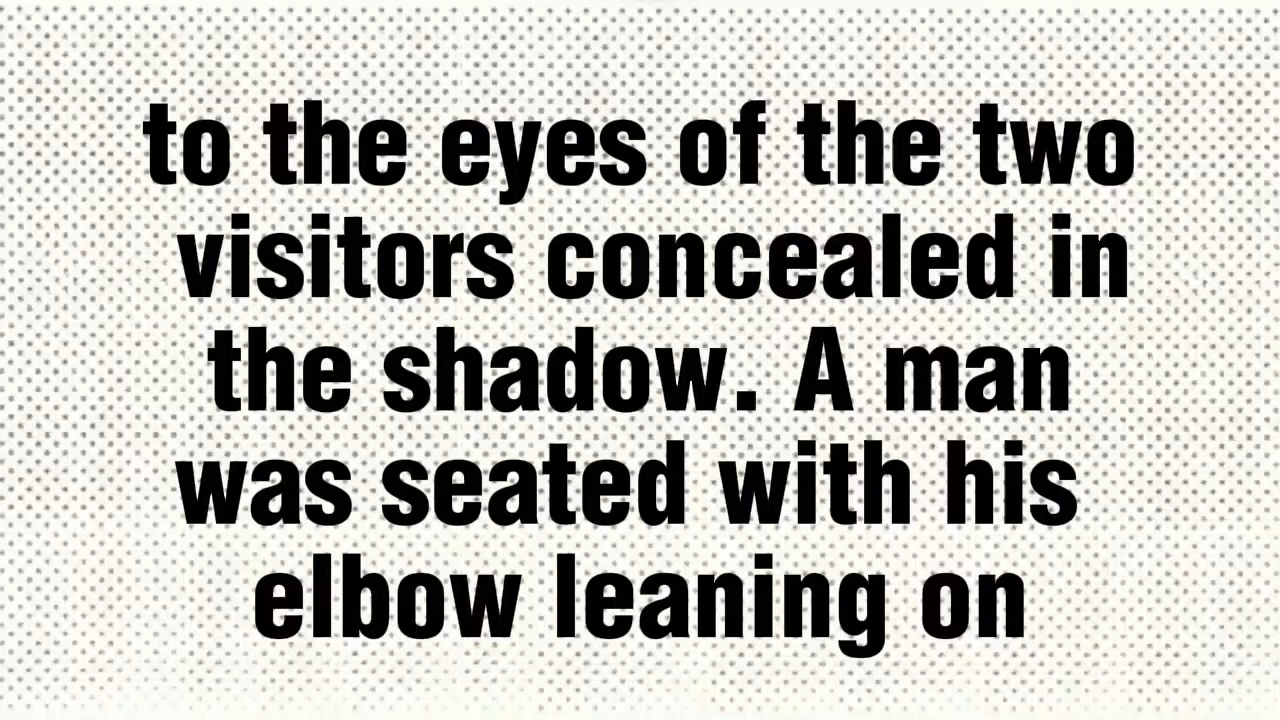 to the eyes of the two
visitors concealed in
the shadow. A man
was seated with his
elbow leaning on